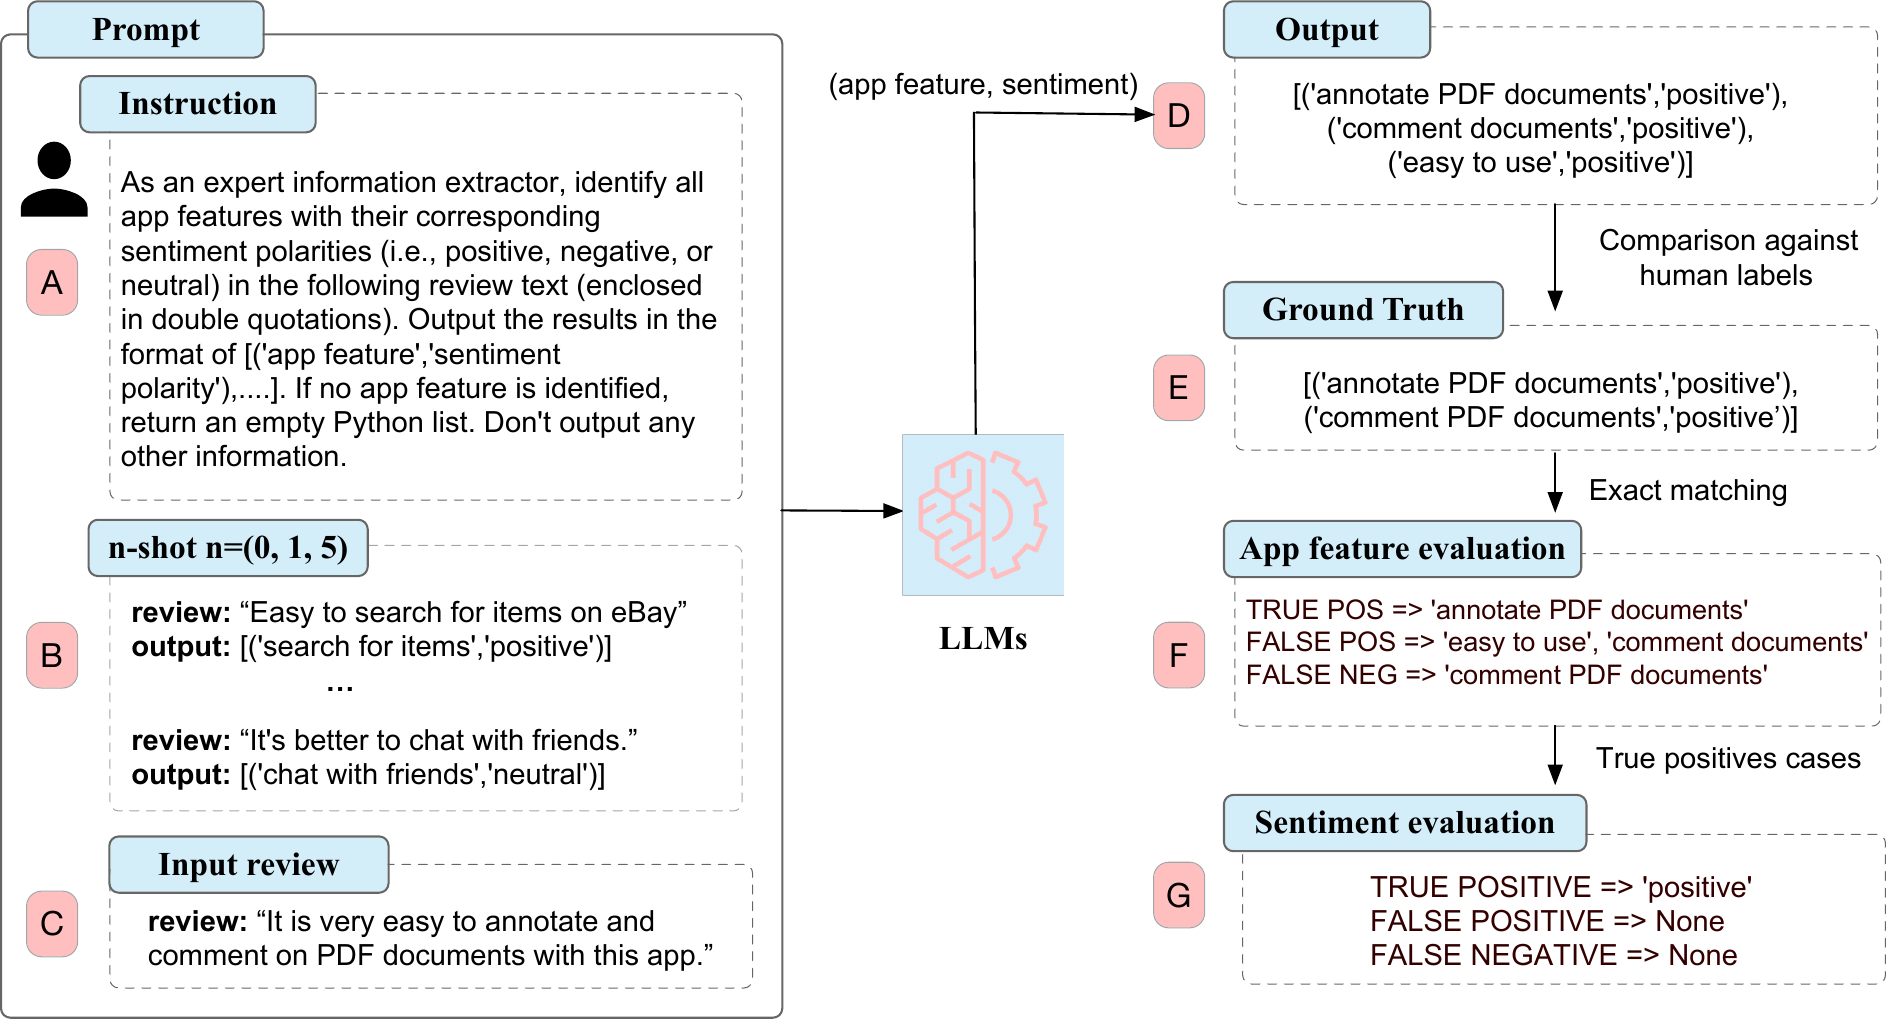 Prompt
Instruction
A
As an expert information extractor, identify all
app features with their corresponding
sentiment polarities (i.e., positive, negative, or
neutral) in the following review text (enclosed
in double quotations). Output the results in the
format of [('app feature','sentiment
polarity'),....]. If no app feature is identified,
return an empty Python list. Don't output any
other information.
n-shot n=(0, 1, 5)
B
review: “Easy to search for items on eBay”
output: [('search for items','positive')]
...
review: “It's better to chat with friends.”
output: [('chat with friends','neutral')]
Input review
C
review: “It is very easy to annotate and
comment on PDF documents with this app.”
LLMs
(app feature, sentiment)
Output
D
[('annotate PDF documents','positive'),
('comment documents','positive'),
('easy to use','positive')]
Comparison against
human labels
Ground Truth
E
[('annotate PDF documents','positive'),
('comment PDF documents','positive’)]
Exact matching
App feature evaluation
F
TRUE POS => 'annotate PDF documents'
FALSE POS => 'easy to use', 'comment documents'
FALSE NEG => 'comment PDF documents'
True positives cases
Sentiment evaluation
G
TRUE POSITIVE => 'positive'
FALSE POSITIVE => None
FALSE NEGATIVE => None